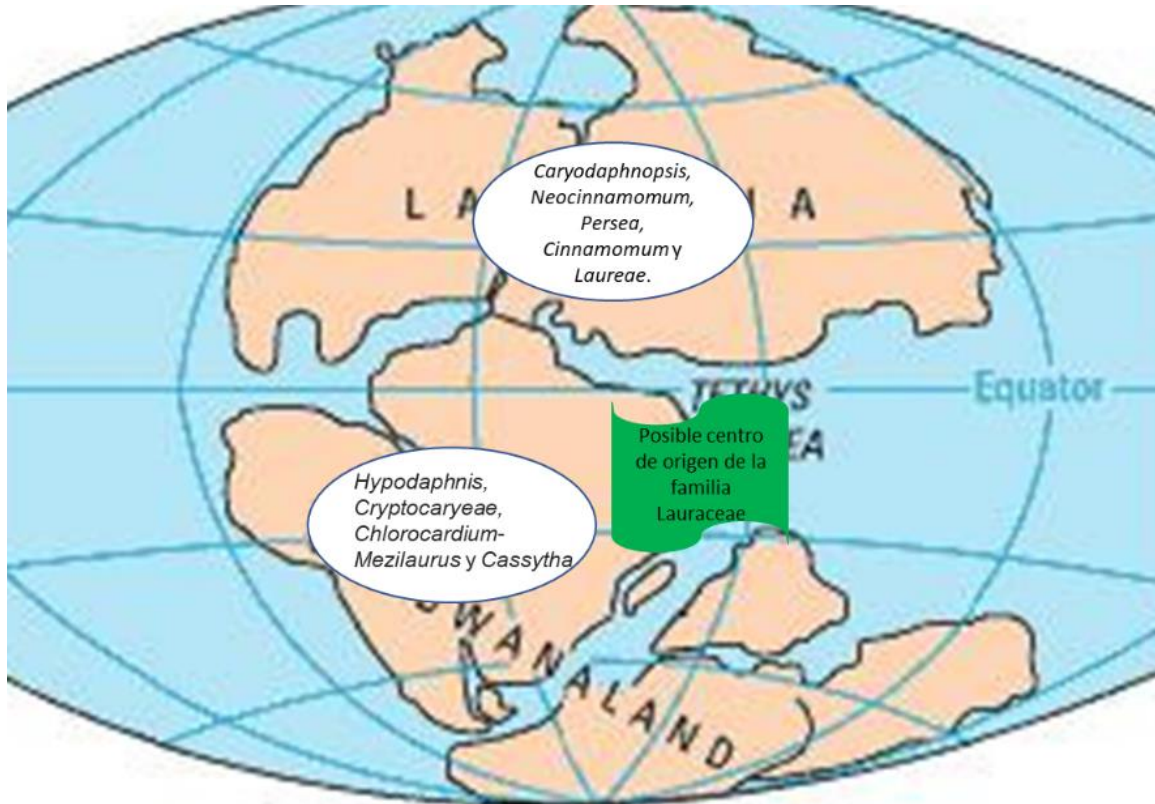 Caryodaphnopsis,
Neocinnamomum,
Persea,
Cinnamomum y
Laureae.
L A I A
TETHYS
EA
Equator
Posible centro
de origen de la
familia
Lauraceae
Hypodaphnis,
Cryptocaryeae,
Chlorocardium-
Mezilaurus y Cassytha
WANALAND